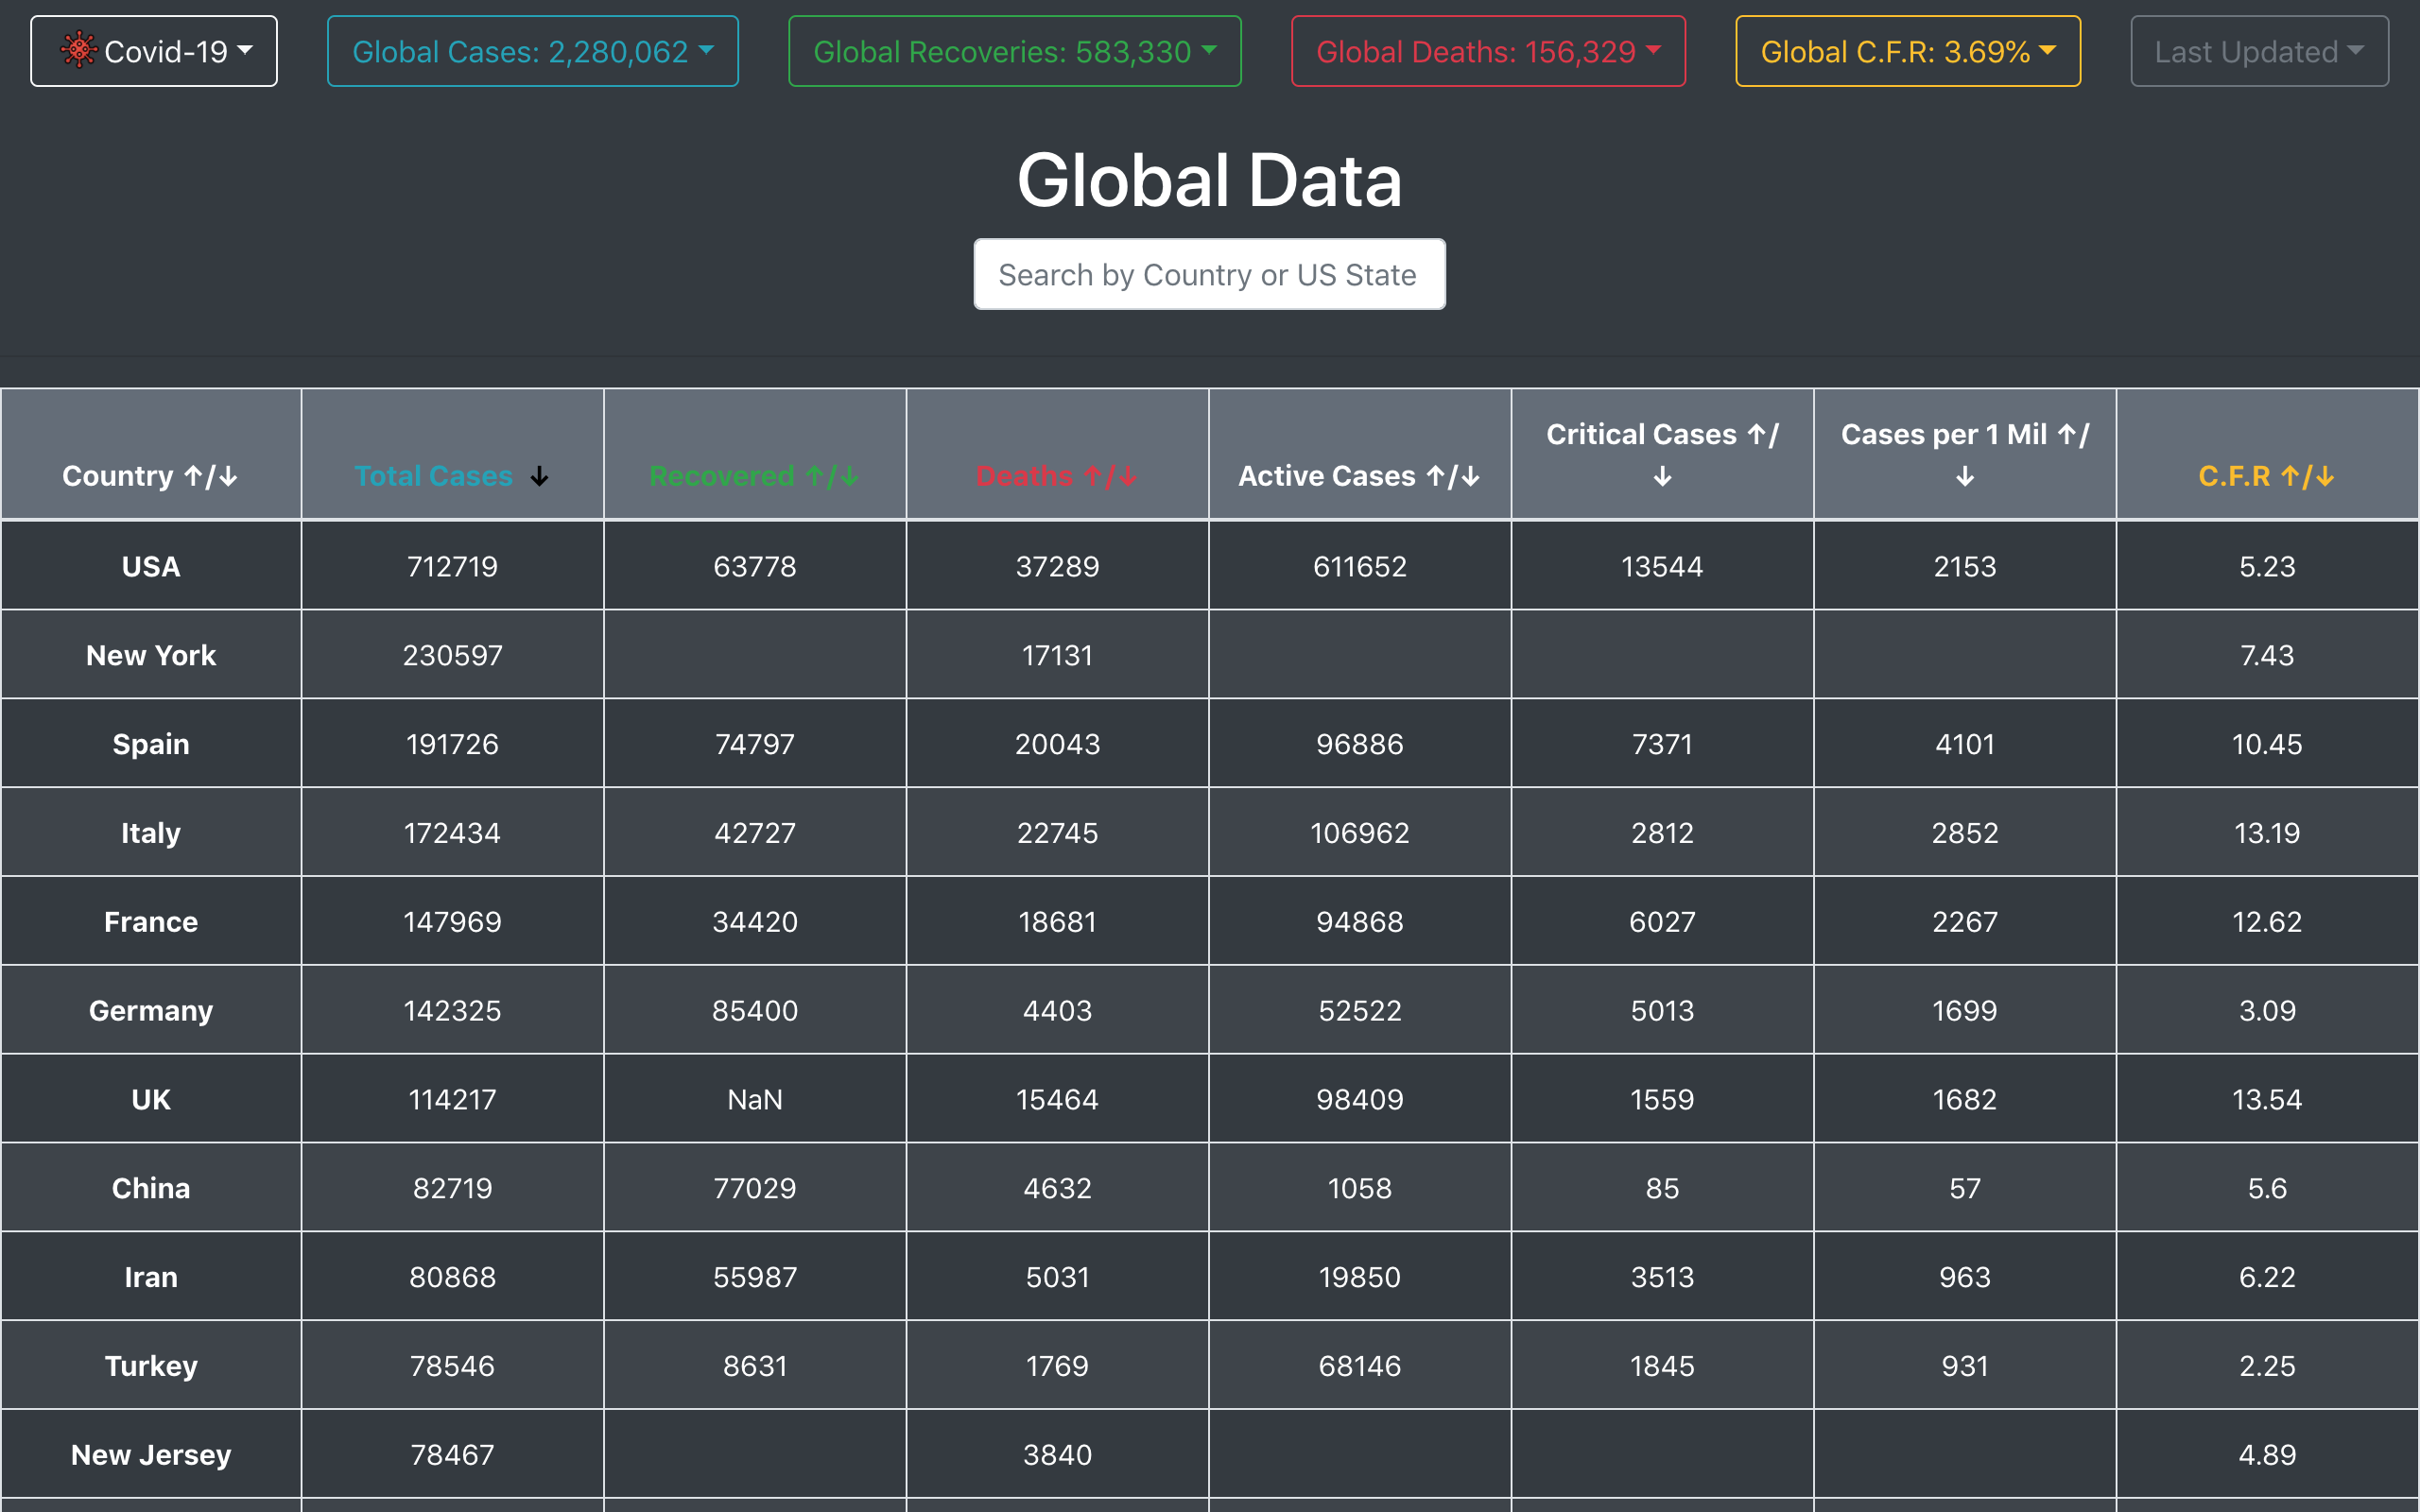 Covid-19
Global Cases: 2,280,062
Global Recoveries: 583,330
Global Deaths: 156,329
Global C.F.R: 3.69%
Last Updated
Global Data
Search by Country or US State
Country ↑/↓ Total Cases ↓ Recovered ↑/↓ Deaths ↑/↓ Active Cases ↑/↓ Critical Cases ↑/↓ Cases per 1 Mil ↑/↓ C.F.R ↑/↓
USA 712719 63778 37289 611652 13544 2153 5.23
New York 230597 17131 7.43
Spain 191726 74797 20043 96886 7371 4101 10.45
Italy 172434 42727 22745 106962 2812 2852 13.19
France 147969 34420 18681 94868 6027 2267 12.62
Germany 142325 85400 4403 52522 5013 1699 3.09
UK 114217 NaN 15464 98409 1559 1682 13.54
China 82719 77029 4632 1058 85 57 5.6
Iran 80868 55987 5031 19850 3513 963 6.22
Turkey 78546 8631 1769 68146 1845 931 2.25
New Jersey 78467 3840 4.89